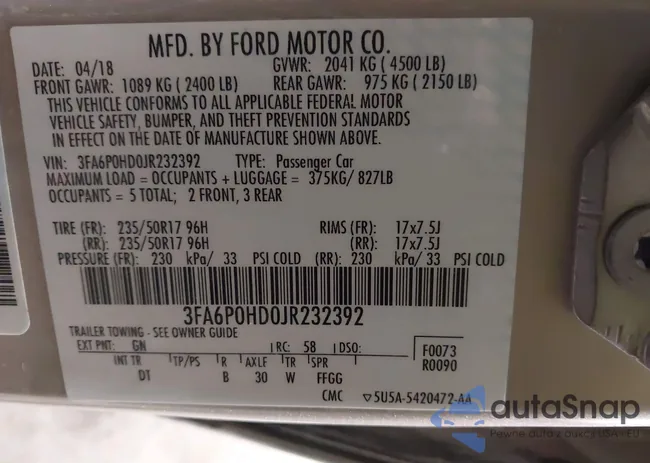 MFD. BY FORD MOTOR CO.
DATE: 04/18 GVWR: 2041 KG ( 4500 LB)
FRONT GAWR: 1089 KG ( 2400 LB) REAR GAWR: 975 KG ( 2150 LB)
THIS VEHICLE CONFORMS TO ALL APPLICABLE FEDERAL MOTOR
VEHICLE SAFETY, BUMPER, AND THEFT PREVENTION STANDARDS
IN EFFECT ON THE DATE OF MANUFACTURE SHOWN ABOVE.
VIN: 3FA6P0HD0JR232392 TYPE: Passenger Car
MAXIMUM LOAD = OCCUPANTS + LUGGAGE = 375KG/ 827LB
OCCUPANTS = 5 TOTAL; 2 FRONT, 3 REAR
TIRE (FR): 235/50R17 96H RIMS (FR): 17x7.5J
(RR): 235/50R17 96H (RR): 17x7.5J
PRESSURE (FR): 230 kPa/ 33 PSI COLD (RR): 230 kPa/ 33 PSI COLD
3FA6P0HD0JR232392
TRAILER TOWING - SEE OWNER GUIDE
EXT PNT: GN RC: 58 DSO: F0073
INT TR TP/PS R AXLE TR SPR R0090
DT B 30 W FFGG
CMC 5U5A-5420472-AA
autaSnap
Pewne auta